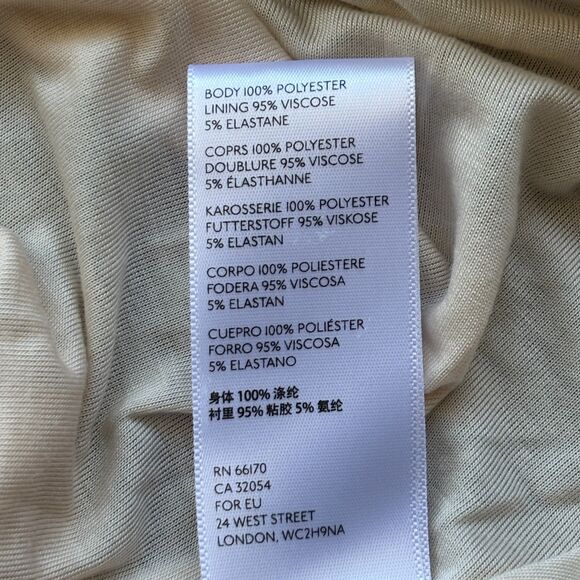 BODY 100% POLYESTER
LINING 95% VISCOSE
5% ELASTANE
COPRS 100% POLYESTER
DOUBLURE 95% VISCOSE
5% ÉLASTHANNE
KAROSSERIE 100% POLYESTER
FUTTERSTOFF 95% VISKOSE
5% ELASTAN
CORPO 100% POLIESTERE
FODERA 95% VISCOSA
5% ELASTAN
CUEPRO 100% POLIÉSTER
FORRO 95% VISCOSA
5% ELASTANO
身体 100% 涤纶
衬里 95% 粘胶 5% 氨纶
RN 66170
CA 32054
FOR EU
24 WEST STREET
LONDON, WC2H9NA